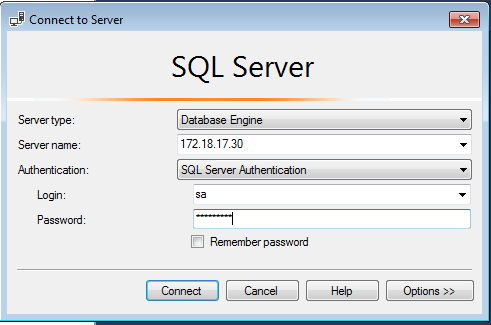 Connect to Server
SQL Server
Server type: Database Engine
Server name: 172.18.17.30
Authentication: SQL Server Authentication
Login: sa
Password: *********
Remember password
Connect Cancel Help Options >>